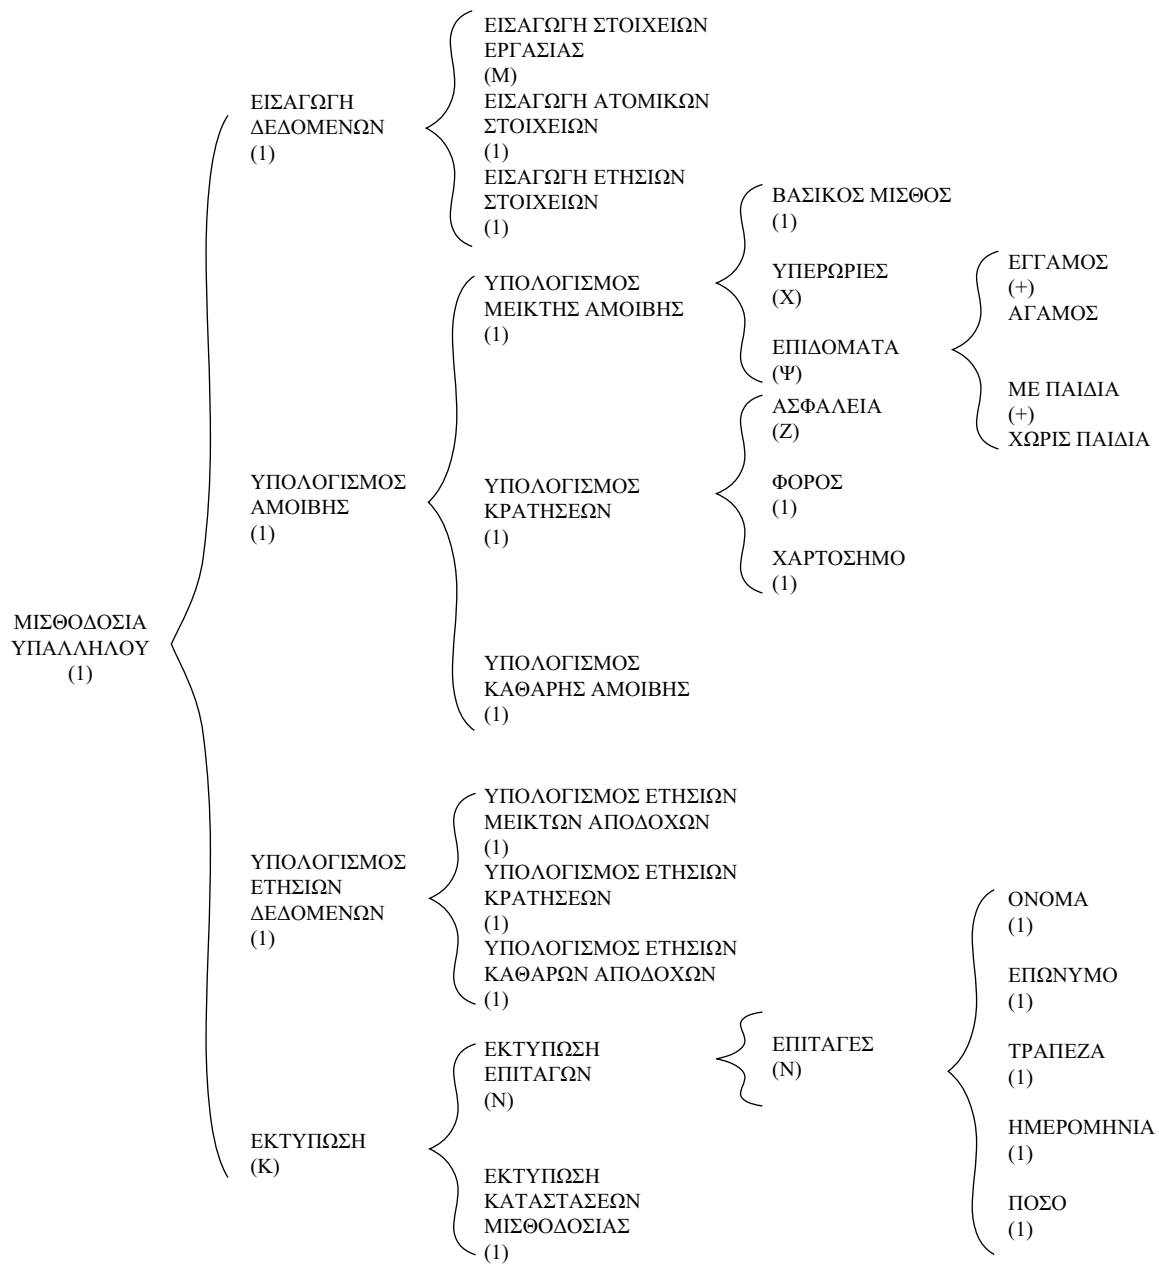 ΜΙΣΘΟΔΟΣΙΑ
ΥΠΑΛΛΗΛΟΥ
(1)
ΕΙΣΑΓΩΓΗ
ΔΕΔΟΜΕΝΩΝ
(1)
ΕΙΣΑΓΩΓΗ ΣΤΟΙΧΕΙΩΝ
ΕΡΓΑΣΙΑΣ
(Μ)
ΕΙΣΑΓΩΓΗ ΑΤΟΜΙΚΩΝ
ΣΤΟΙΧΕΙΩΝ
(1)
ΕΙΣΑΓΩΓΗ ΕΤΗΣΙΩΝ
ΣΤΟΙΧΕΙΩΝ
(1)
ΥΠΟΛΟΓΙΣΜΟΣ
ΑΜΟΙΒΗΣ
(1)
ΥΠΟΛΟΓΙΣΜΟΣ
ΜΕΙΚΤΗΣ ΑΜΟΙΒΗΣ
(1)
ΒΑΣΙΚΟΣ ΜΙΣΘΟΣ
(1)
ΥΠΕΡΩΡΙΕΣ
(Χ)
ΕΠΙΔΟΜΑΤΑ
(Ψ)
ΕΓΓΑΜΟΣ
(+)
ΑΓΑΜΟΣ
ΜΕ ΠΑΙΔΙΑ
(+)
ΧΩΡΙΣ ΠΑΙΔΙΑ
ΥΠΟΛΟΓΙΣΜΟΣ
ΚΡΑΤΗΣΕΩΝ
(1)
ΑΣΦΑΛΕΙΑ
(Ζ)
ΦΟΡΟΣ
(1)
ΧΑΡΤΟΣΗΜΟ
(1)
ΥΠΟΛΟΓΙΣΜΟΣ
ΚΑΘΑΡΗΣ ΑΜΟΙΒΗΣ
(1)
ΥΠΟΛΟΓΙΣΜΟΣ
ΕΤΗΣΙΩΝ
ΔΕΔΟΜΕΝΩΝ
(1)
ΥΠΟΛΟΓΙΣΜΟΣ ΕΤΗΣΙΩΝ
ΜΕΙΚΤΩΝ ΑΠΟΔΟΧΩΝ
(1)
ΥΠΟΛΟΓΙΣΜΟΣ ΕΤΗΣΙΩΝ
ΚΡΑΤΗΣΕΩΝ
(1)
ΥΠΟΛΟΓΙΣΜΟΣ ΕΤΗΣΙΩΝ
ΚΑΘΑΡΩΝ ΑΠΟΔΟΧΩΝ
(1)
ΕΚΤΥΠΩΣΗ
(Κ)
ΕΚΤΥΠΩΣΗ
ΕΠΙΤΑΓΩΝ
(Ν)
ΕΠΙΤΑΓΕΣ
(Ν)
ΟΝΟΜΑ
(1)
ΕΠΩΝΥΜΟ
(1)
ΤΡΑΠΕΖΑ
(1)
ΗΜΕΡΟΜΗΝΙΑ
(1)
ΠΟΣΟ
(1)
ΕΚΤΥΠΩΣΗ
ΚΑΤΑΣΤΑΣΕΩΝ
ΜΙΣΘΟΔΟΣΙΑΣ
(1)